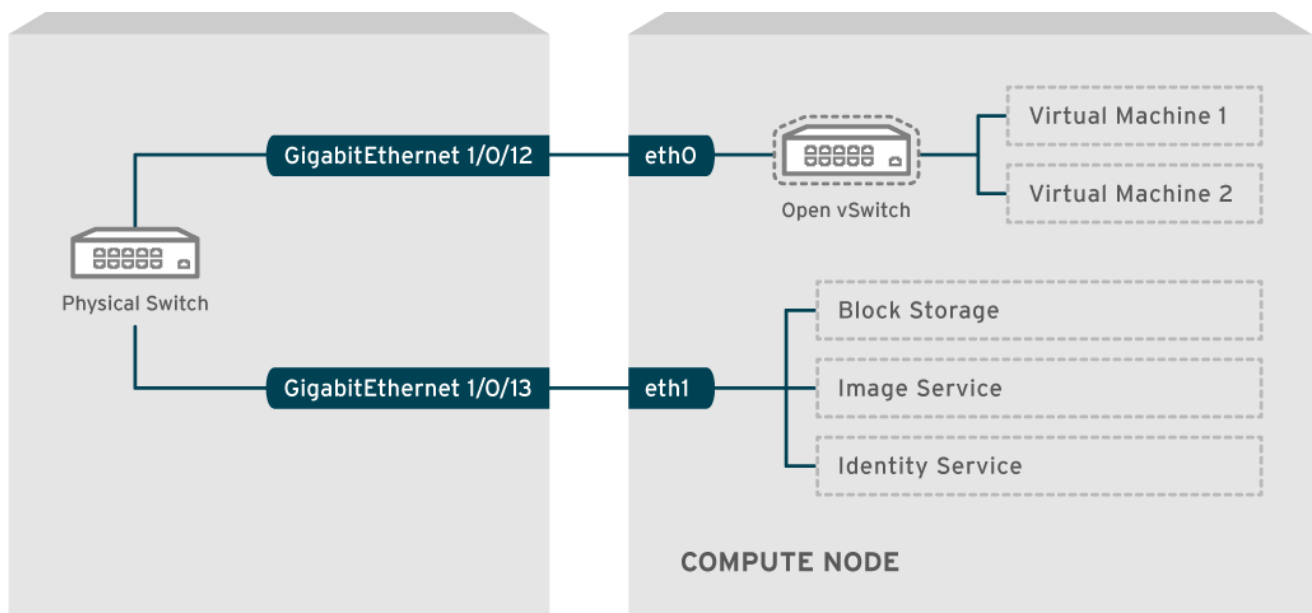 GigabitEthernet 1/0/12
eth0
Open vSwitch
Virtual Machine 1
Virtual Machine 2
Physical Switch
GigabitEthernet 1/0/13
eth1
Block Storage
Image Service
Identity Service
COMPUTE NODE